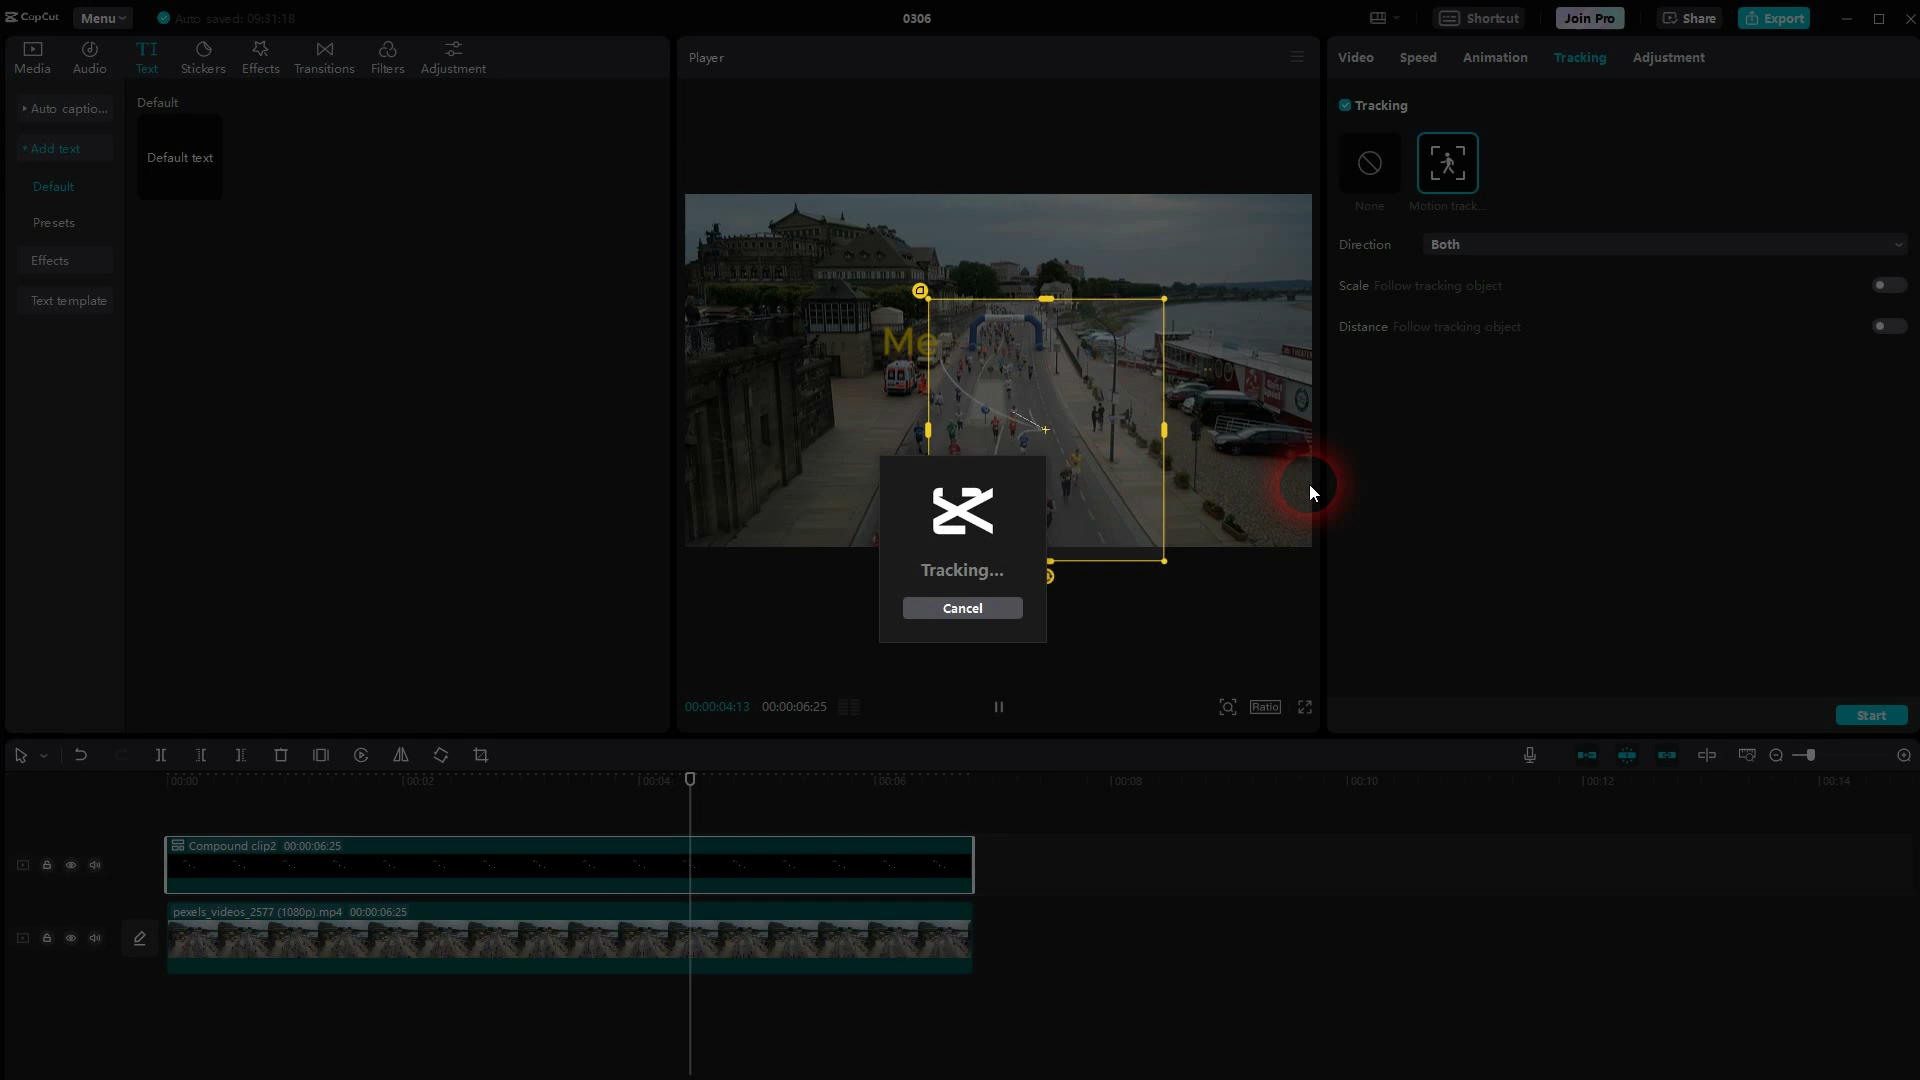 CapCut
Menu
Auto saved: 09:31:18
0306
Shortcut
Join Pro
Share
Export
Media
Audio
TI
Text
Stickers
Effects
Transitions
Filters
Adjustment
Auto captio...
Add text
Default
Presets
Effects
Text template
Default
Default text
Player
Me
Tracking...
Cancel
00:00:04:13
00:00:06:25
Ratio
Video
Speed
Animation
Tracking
Adjustment
Tracking
None
Motion track...
Direction
Both
Scale Follow tracking object
Distance Follow tracking object
Start
00:00
00:02
00:04
00:06
00:08
00:10
00:12
00:14
Compound clip2 00:00:06:25
pexels_videos_2577 (1080p).mp4 00:00:06:25